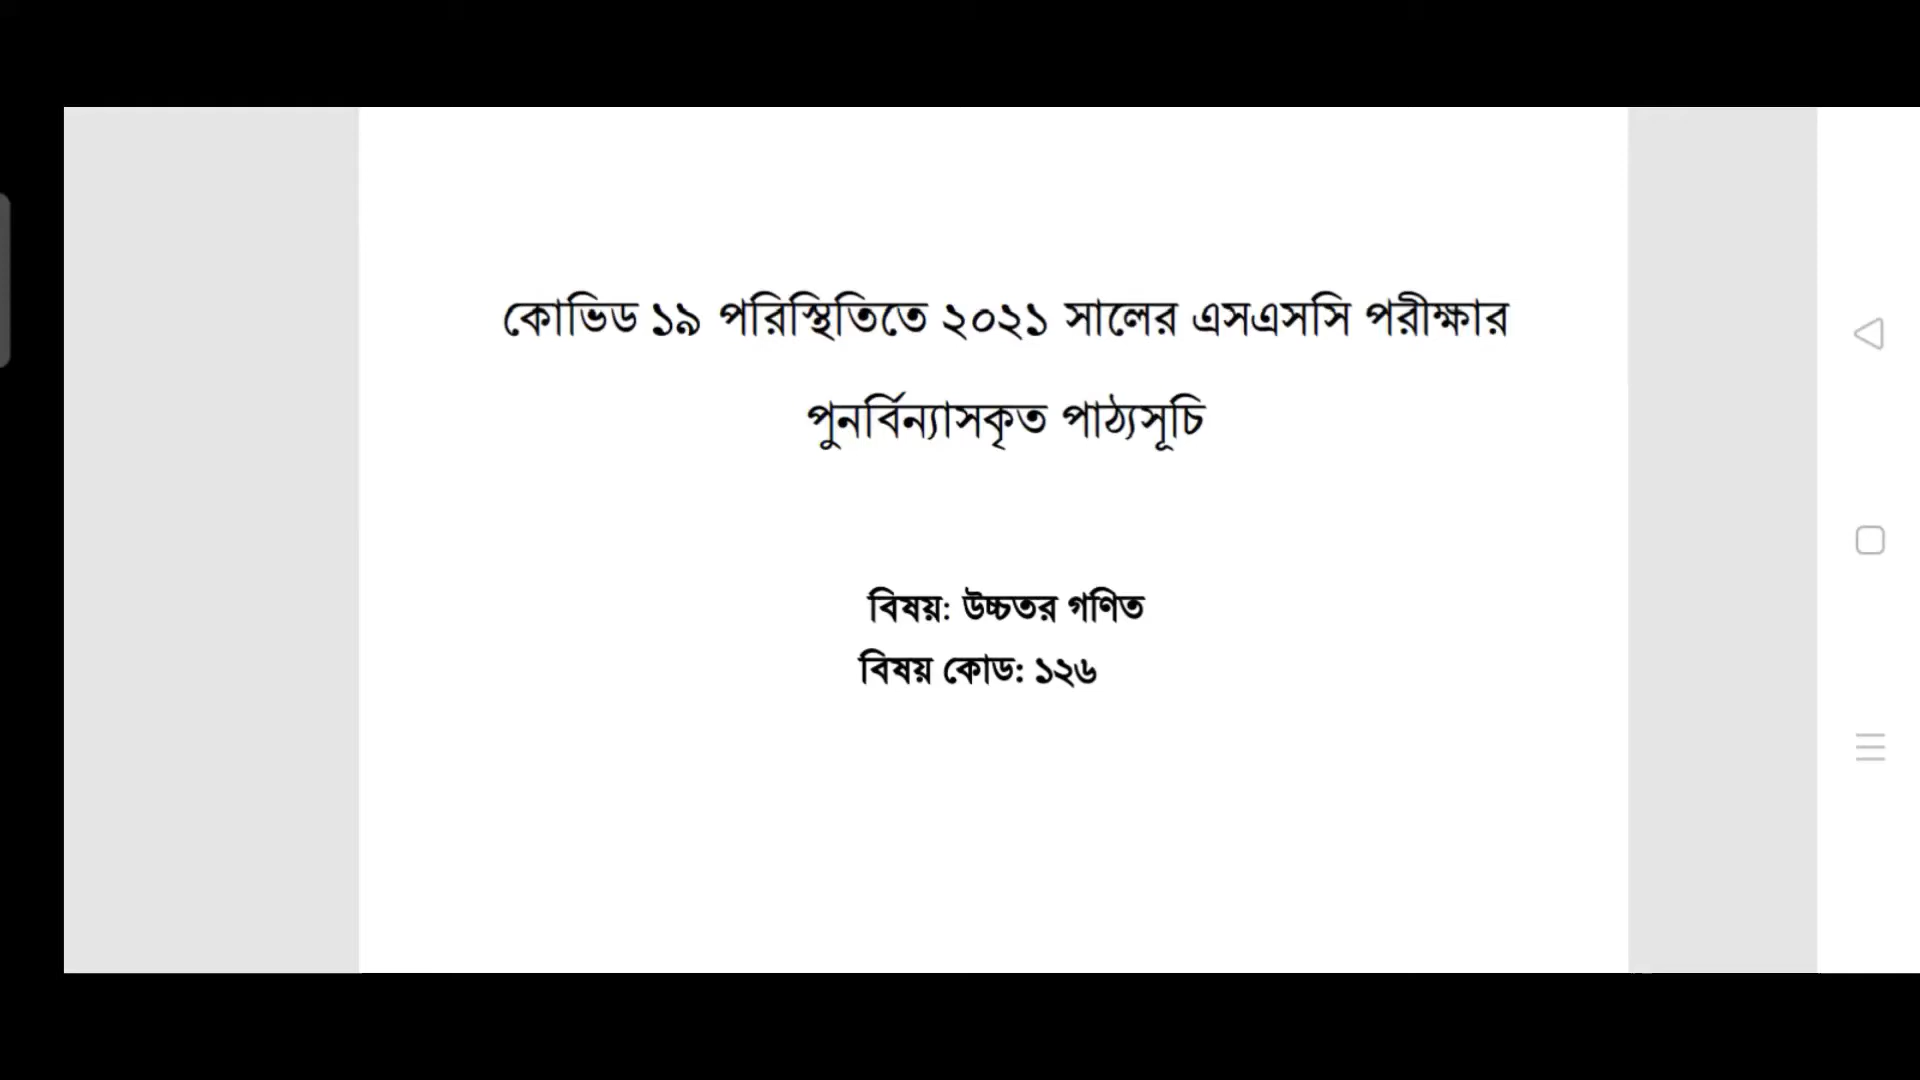 কোভিড ১৯ পরিস্থিতিতে ২০২১ সালের এসএসসি পরীক্ষার
পুনর্বিন্যাসকৃত পাঠ্যসূচি
বিষয়: উচ্চতর গণিত
বিষয় কোড: ১২৬